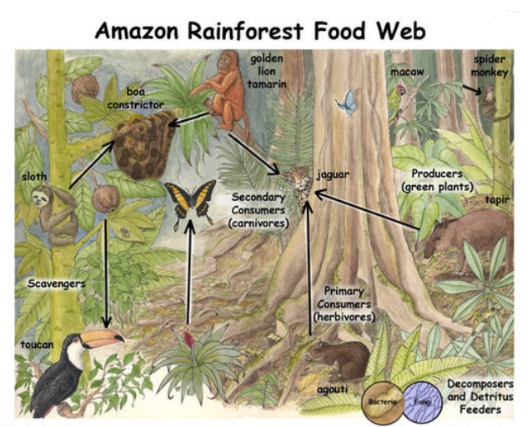 Amazon Rainforest Food Web
golden
lion
tamarin
spider
monkey
macaw
boa
constrictor
sloth
jaguar
Producers
(green plants)
Secondary
Consumers
(carnivores)
tapir
Scavengers
Primary
Consumers
(herbivores)
toucan
agouti
Bacteria
Fungi
Decomposers
and Detritus
Feeders